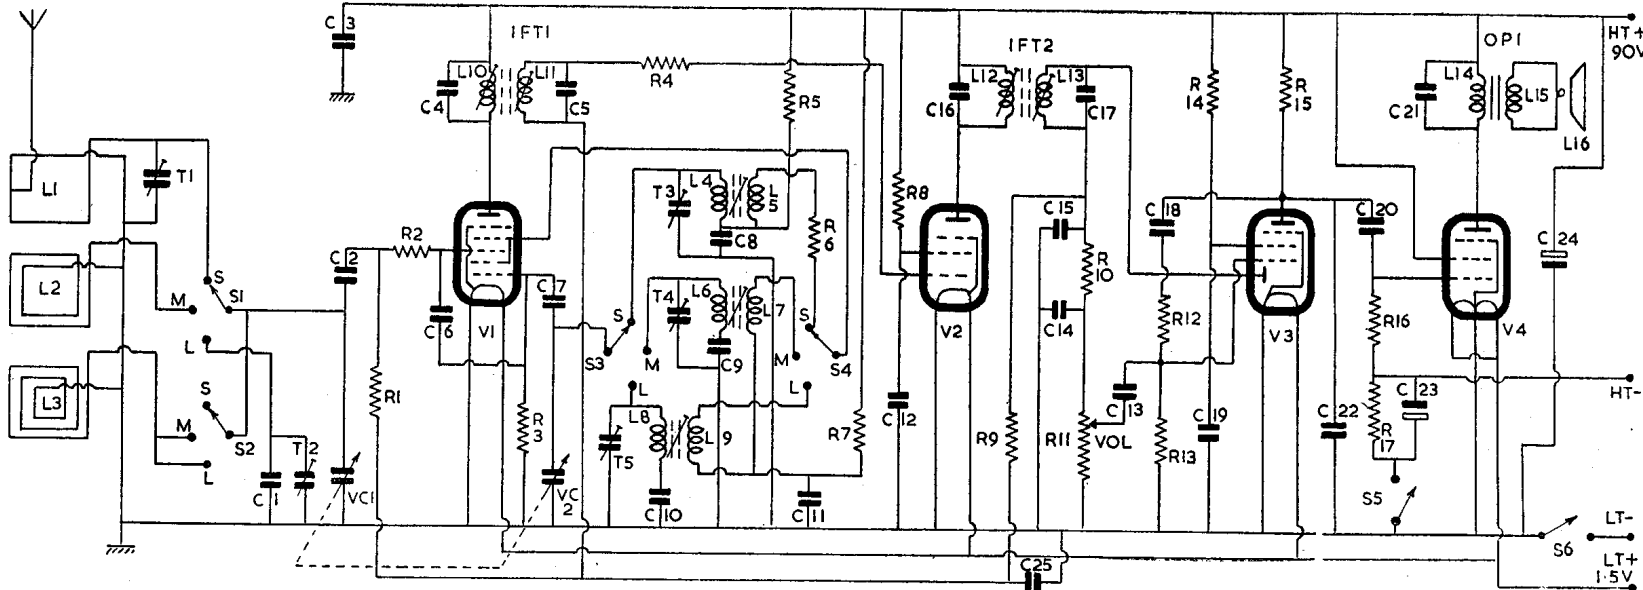 C3
IFT1
L10
L11
C4
C5
R4
R5
IFT2
L12
L13
C16
C17
R14
R15
OP1
HT+
90V
L14
L15
L16
C21
L1
T1
L2
L3
S
S1
M
L
S
S2
M
L
C1
T2
VC1
C2
R1
R2
C6
V1
R3
C7
VC2
S3
S
M
L
T3
L4
L5
C8
R6
T4
L6
L7
C9
S
S4
M
L
T5
L8
L9
C10
C11
R7
R8
C12
V2
R9
C15
R10
C14
R11
VOL
C13
C18
R12
R13
C19
V3
C22
C20
R16
R17
C23
S5
V4
C24
HT-
S6
LT-
LT+
1.5V
C25